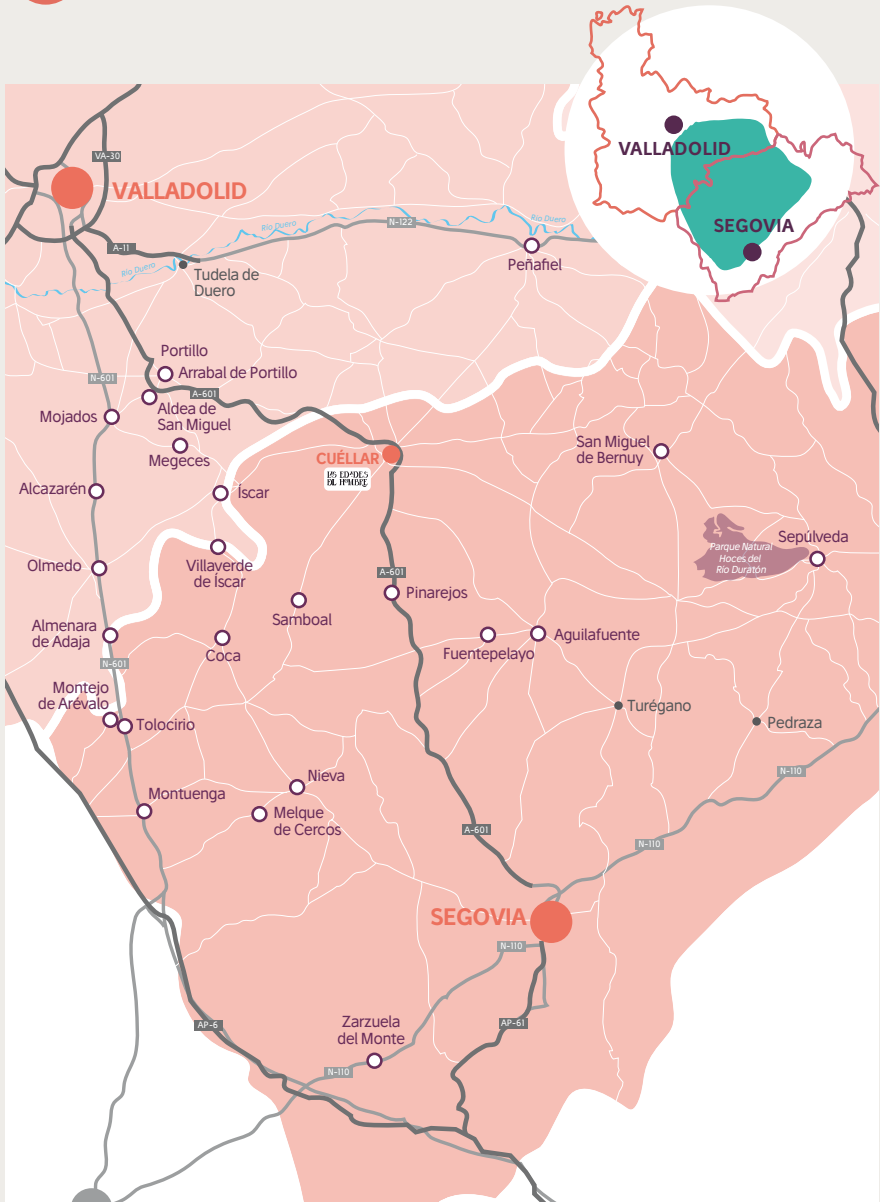 VALLADOLID
SEGOVIA
VA-30
VALLADOLID
A-11
Río Duero
Río Duero
N-122
Río Duero
Tudela de
Duero
Peñafiel
Portillo
Arrabal de Portillo
N-601
A-601
Aldea de
San Miguel
Mojados
Megeces
CUÉLLAR
LAS EDADES
DEL HOMBRE
San Miguel
de Bernuy
Alcazarén
Íscar
Parque Natural
Hoces del
Río Duratón
Sepúlveda
Olmedo
Villaverde
de Íscar
A-601
Pinarejos
Samboal
Almenara
de Adaja
Coca
Fuentepelayo
Aguilafuente
N-601
Montejo
de Arévalo
Tolocirio
Turégano
Pedraza
N-110
Nieva
Montuenga
Melque
de Cercos
A-601
N-110
SEGOVIA
N-110
AP-6
Zarzuela
del Monte
AP-61
N-110